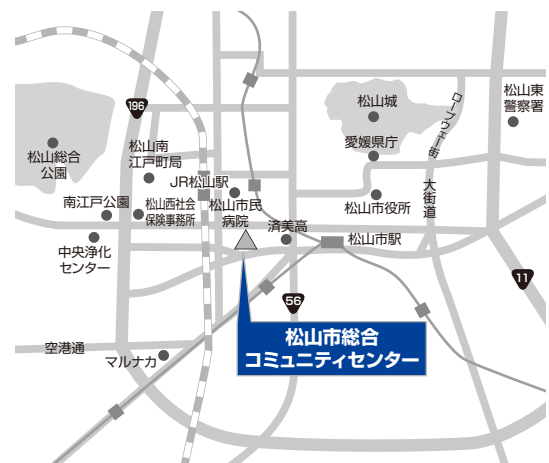 196
松山総合
公園
松山南
江戸町局
JR松山駅
南江戸公園
松山西社会
保険事務所
松山市民
病院
中央浄化
センター
済美高
松山城
愛媛県庁
松山市役所
松山市駅
ロープウェー街
大街道
松山東
警察署
11
56
松山市総合
コミュニティセンター
空港通
マルナカ